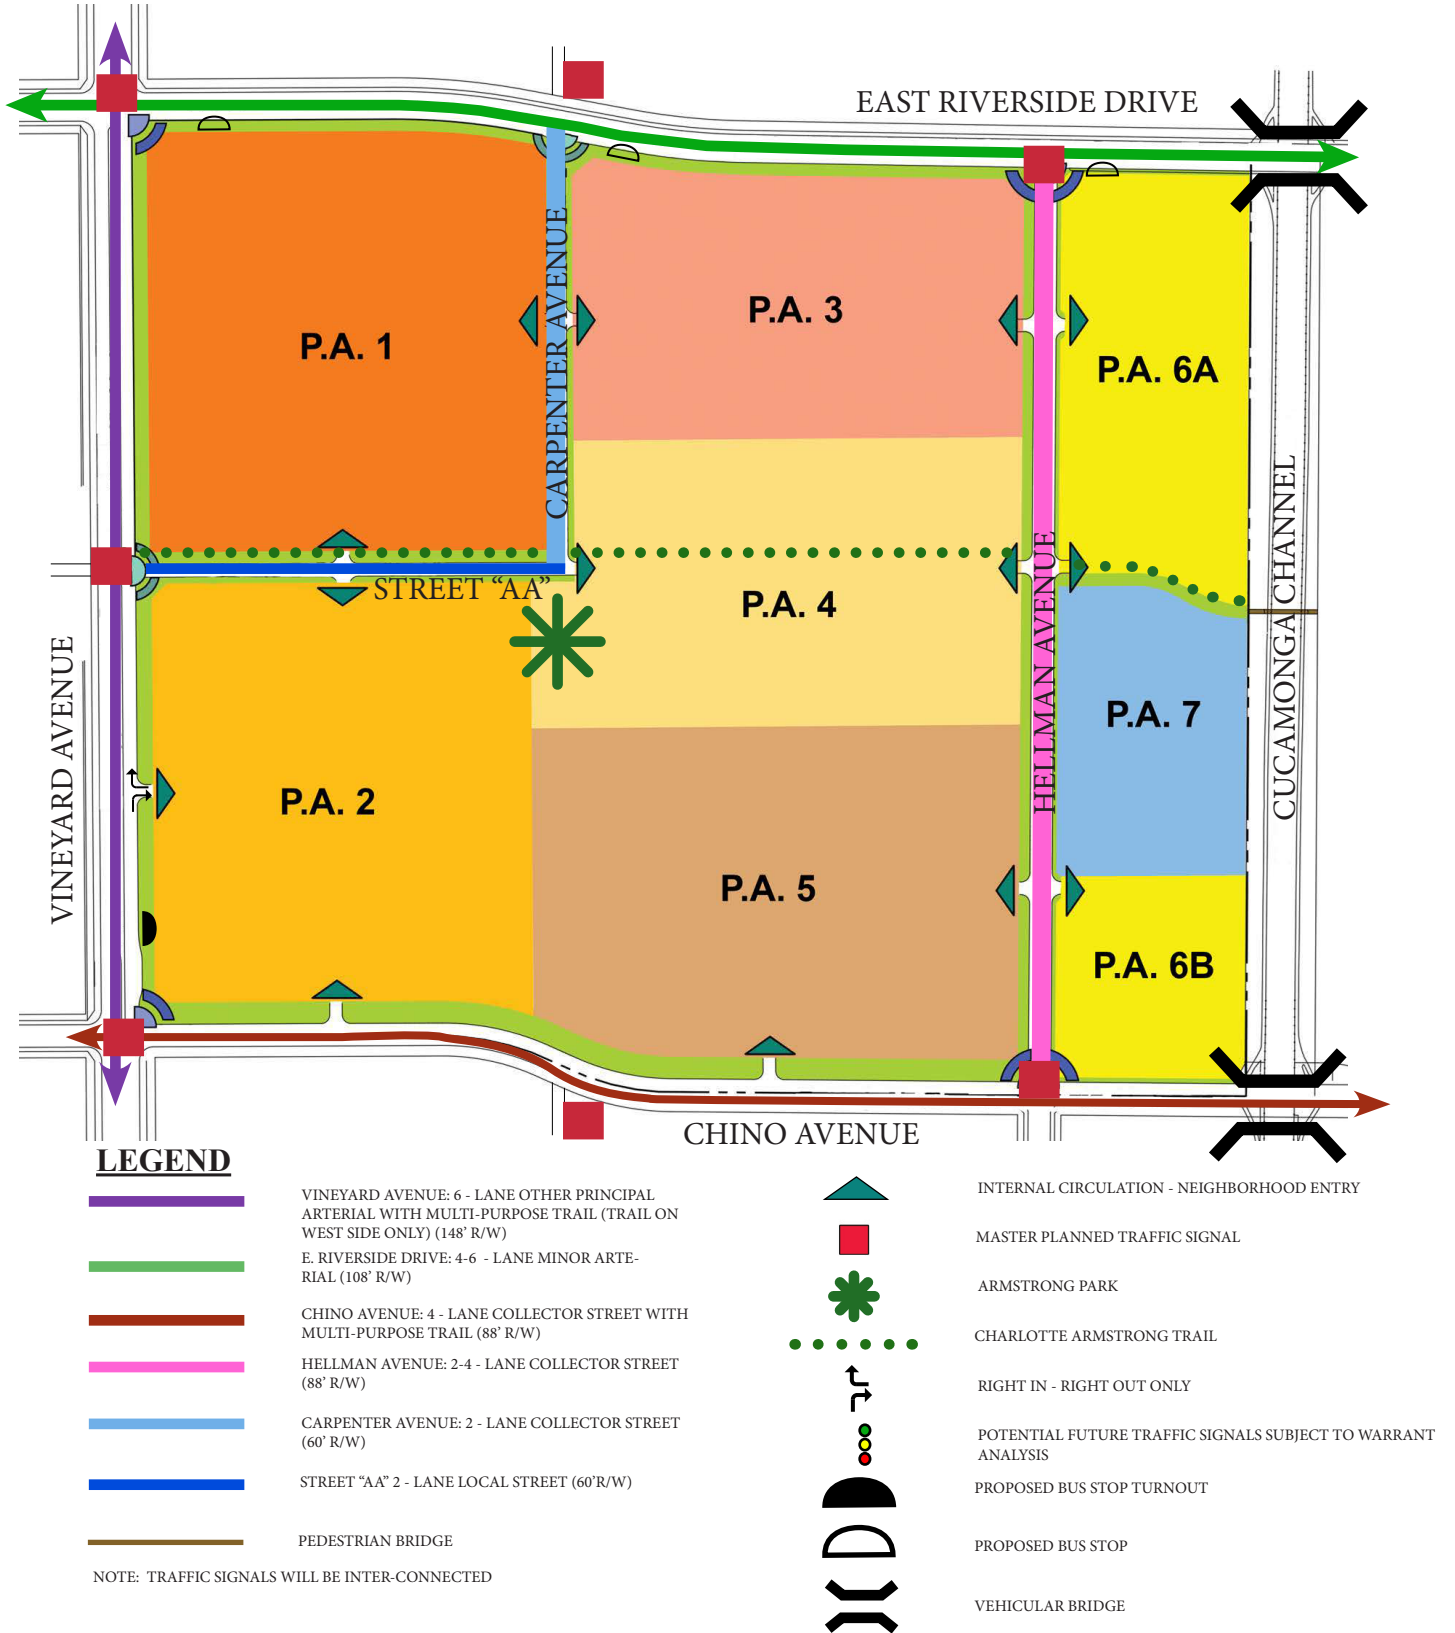 EAST RIVERSIDE DRIVE
P.A. 1
CARPENTER AVENUE
P.A. 3
P.A. 6A
STREET “AA”
P.A. 4
HELLMAN AVENUE
CUCAMONGA CHANNEL
VINEYARD AVENUE
P.A. 2
P.A. 7
P.A. 5
P.A. 6B
CHINO AVENUE
LEGEND
VINEYARD AVENUE: 6 - LANE OTHER PRINCIPAL
ARTERIAL WITH MULTI-PURPOSE TRAIL (TRAIL ON
WEST SIDE ONLY) (148’ R/W)
E. RIVERSIDE DRIVE: 4-6 - LANE MINOR ARTE-
RIAL (108’ R/W)
CHINO AVENUE: 4 - LANE COLLECTOR STREET WITH
MULTI-PURPOSE TRAIL (88’ R/W)
HELLMAN AVENUE: 2-4 - LANE COLLECTOR STREET
(88’ R/W)
CARPENTER AVENUE: 2 - LANE COLLECTOR STREET
(60’ R/W)
STREET “AA” 2 - LANE LOCAL STREET (60’R/W)
PEDESTRIAN BRIDGE
NOTE: TRAFFIC SIGNALS WILL BE INTER-CONNECTED
INTERNAL CIRCULATION - NEIGHBORHOOD ENTRY
MASTER PLANNED TRAFFIC SIGNAL
ARMSTRONG PARK
CHARLOTTE ARMSTRONG TRAIL
RIGHT IN - RIGHT OUT ONLY
POTENTIAL FUTURE TRAFFIC SIGNALS SUBJECT TO WARRANT
ANALYSIS
PROPOSED BUS STOP TURNOUT
PROPOSED BUS STOP
VEHICULAR BRIDGE